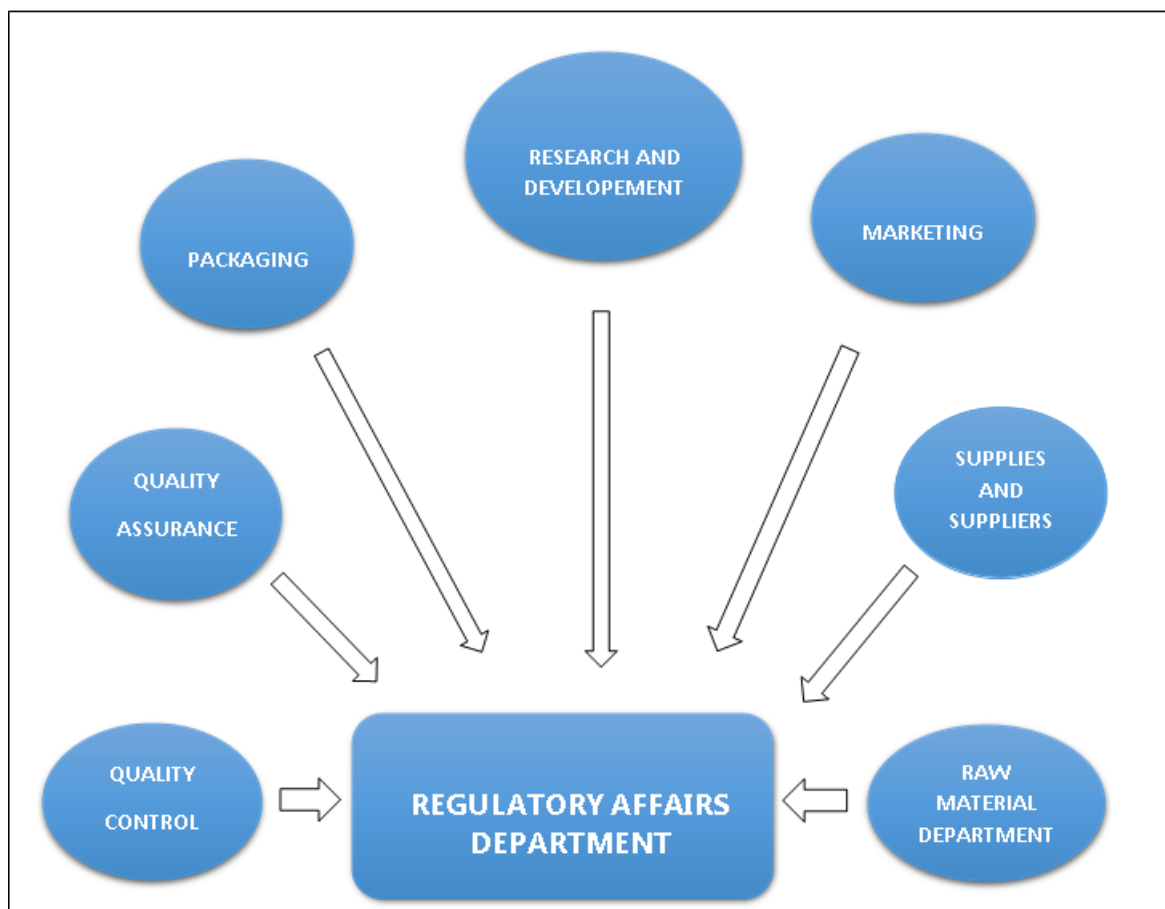 RESEARCH AND
DEVELOPEMENT
MARKETING
PACKAGING
QUALITY
ASSURANCE
SUPPLIES
AND
SUPPLIERS
QUALITY
CONTROL
REGULATORY AFFAIRS
DEPARTMENT
RAW
MATERIAL
DEPARTMENT